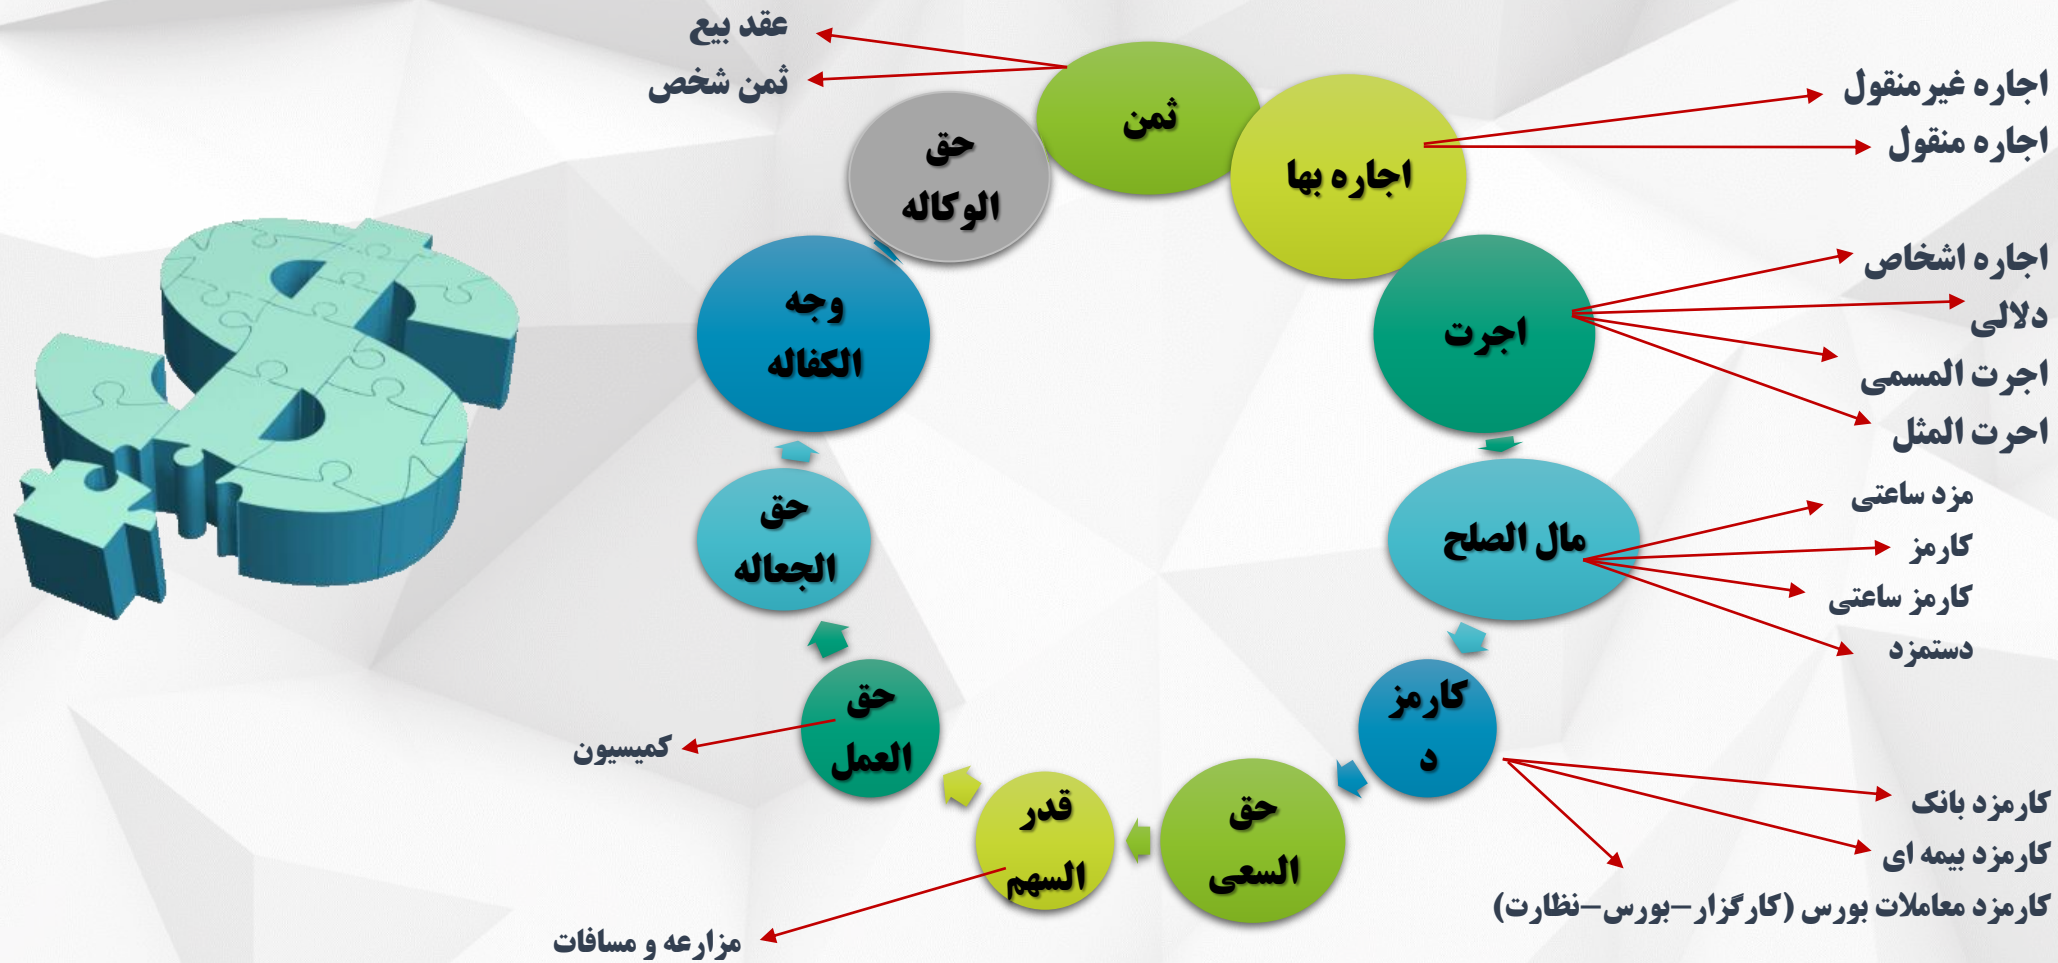 عقد بیع
ثمن شخص
ثمن
اجاره بها
اجاره غیرمنقول
اجاره منقول
اجرت
اجاره اشخاص
دلالی
اجرت المسمی
احرت المثل
مال الصلح
مزد ساعتی
کارمز
کارمز ساعتی
دستمزد
کارمز
د
کارمزد بانک
کارمزد بیمه ای
کارمزد معاملات بورس (کارگزار-بورس-نظارت)
حق
السعی
قدر
السهم
مزارعه و مسافات
حق
العمل
کمیسیون
حق
الجعاله
وجه
الکفاله
حق
الوکاله